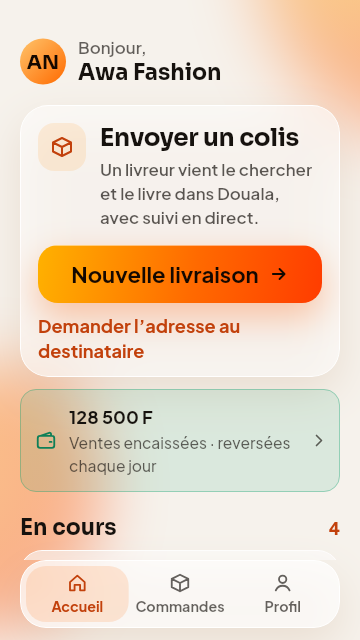 AN
Bonjour,
Awa Fashion
Envoyer un colis
Un livreur vient le chercher
et le livre dans Douala,
avec suivi en direct.
Nouvelle livraison →
Demander l’adresse au
destinataire
128 500 F
Ventes encaissées · reversées
chaque jour
En cours 4
Accueil Commandes Profil